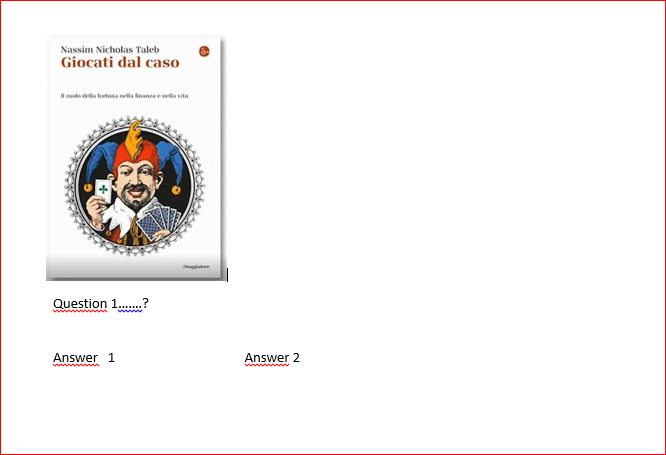 Nassim Nicholas Taleb
Giocati dal caso
Il ruolo della fortuna nella finanza e nella vita
ilSaggiatore
Question 1.......?
Answer 1 Answer 2